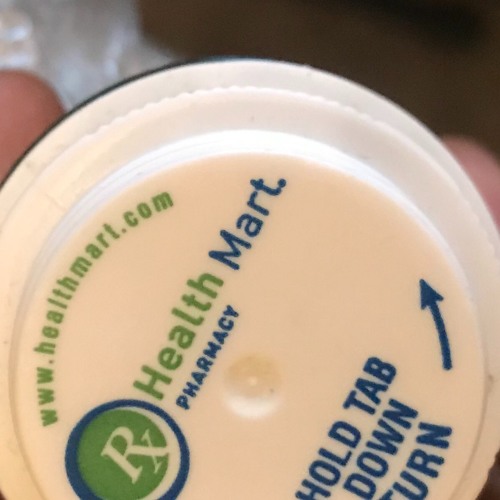 www.healthmart.com
Health Mart.
PHARMACY
Rx
HOLD TAB
DOWN
TURN